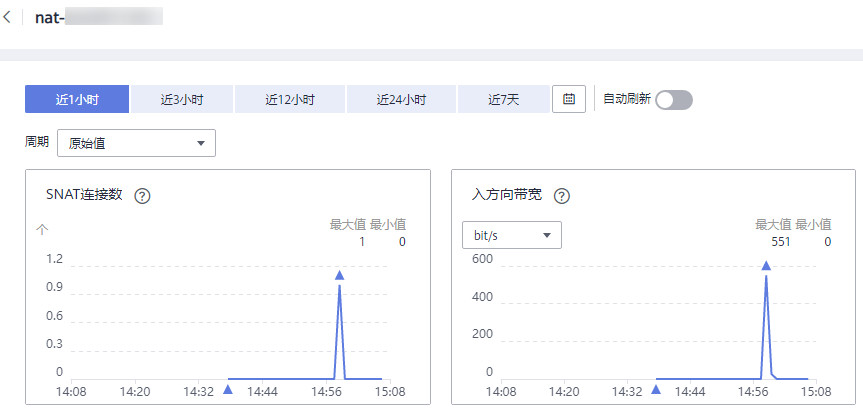 nat-
近1小时 近3小时 近12小时 近24小时 近7天 自动刷新
周期 原始值
SNAT连接数 ?
个
最大值 最小值
1 0
1.2
0.9
0.6
0.3
0
14:08 14:20 14:32 14:44 14:56 15:08
入方向带宽 ?
bit/s
最大值 最小值
551 0
600
400
200
0
14:08 14:20 14:32 14:44 14:56 15:08